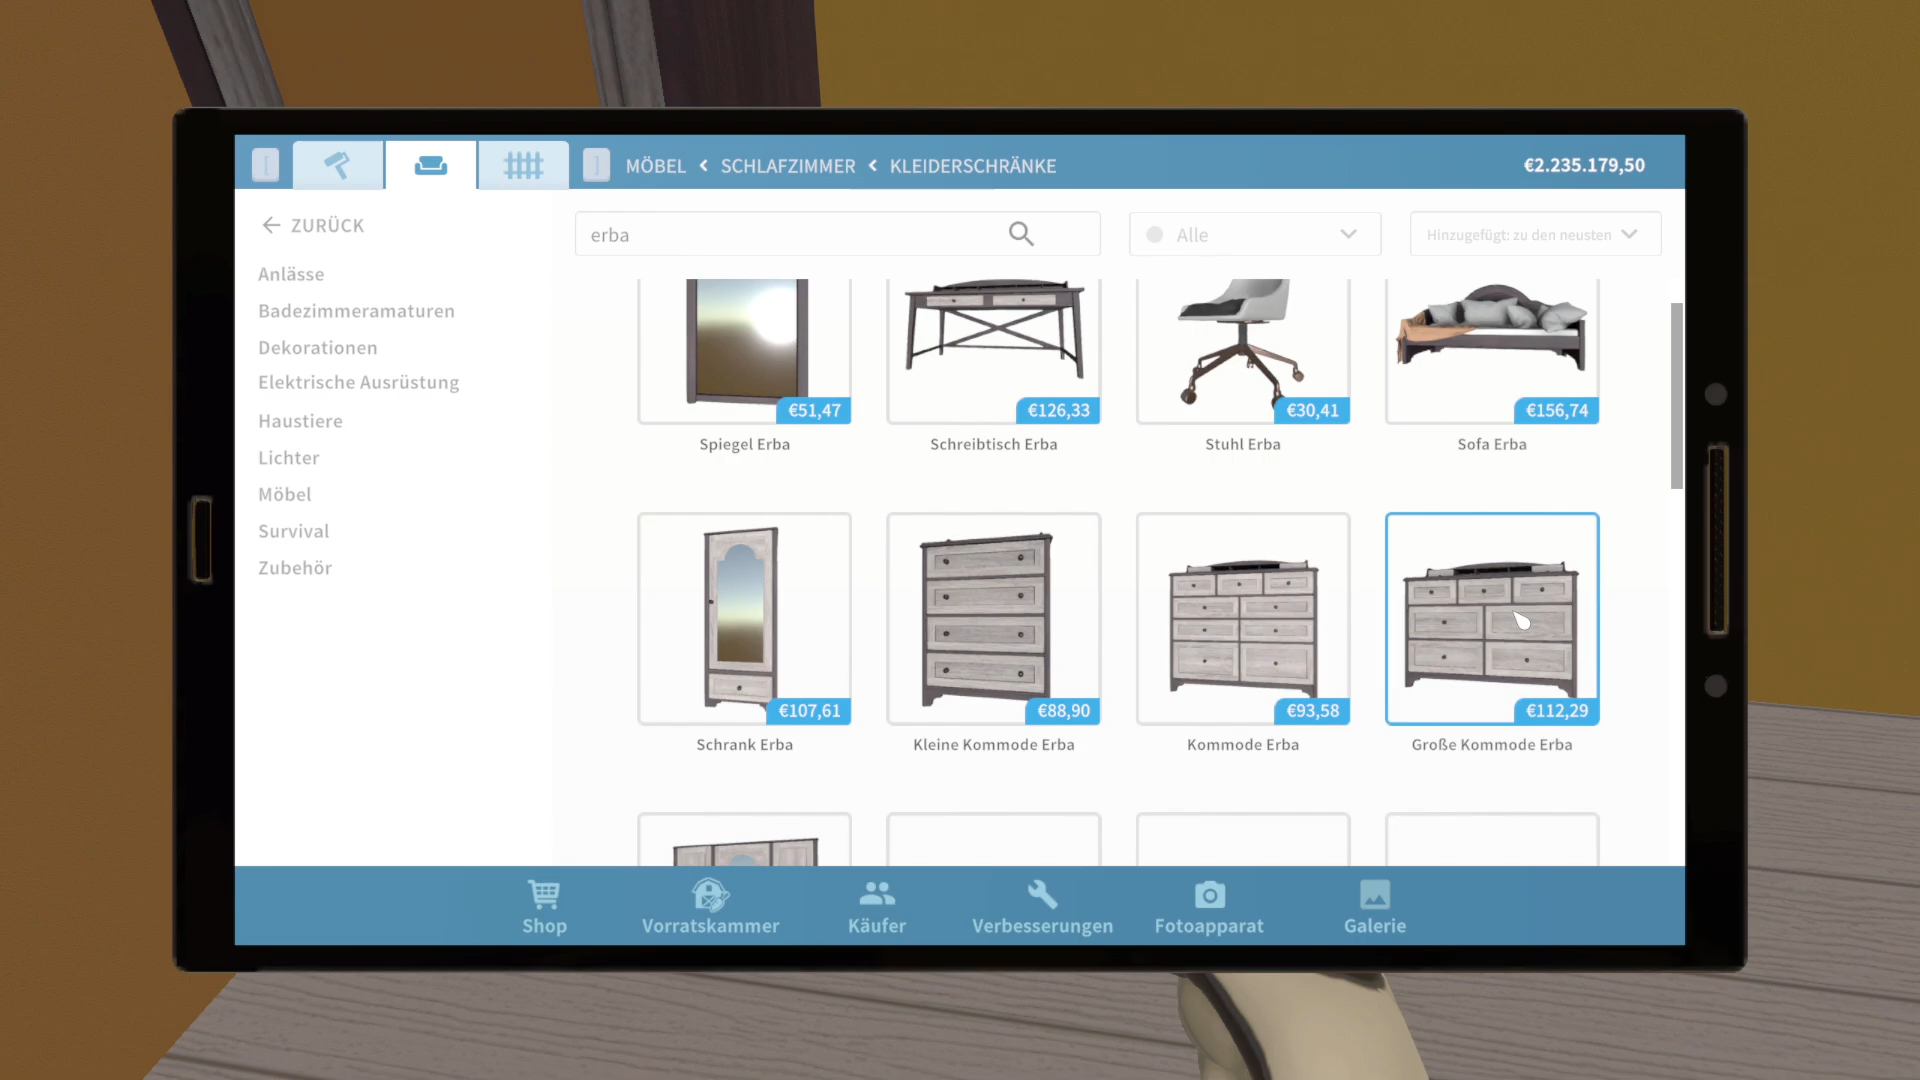 MÖBEL < SCHLAFZIMMER < KLEIDERSCHRÄNKE
€2.235.179,50
ZURÜCK
Anlässe
Badezimmeramaturen
Dekorationen
Elektrische Ausrüstung
Haustiere
Lichter
Möbel
Survival
Zubehör
erba
Alle
Hinzugefügt: zu den neusten
€51,47
€126,33
€30,41
€156,74
Spiegel Erba
Schreibtisch Erba
Stuhl Erba
Sofa Erba
€107,61
€88,90
€93,58
€112,29
Schrank Erba
Kleine Kommode Erba
Kommode Erba
Große Kommode Erba
Shop
Vorratskammer
Käufer
Verbesserungen
Fotoapparat
Galerie